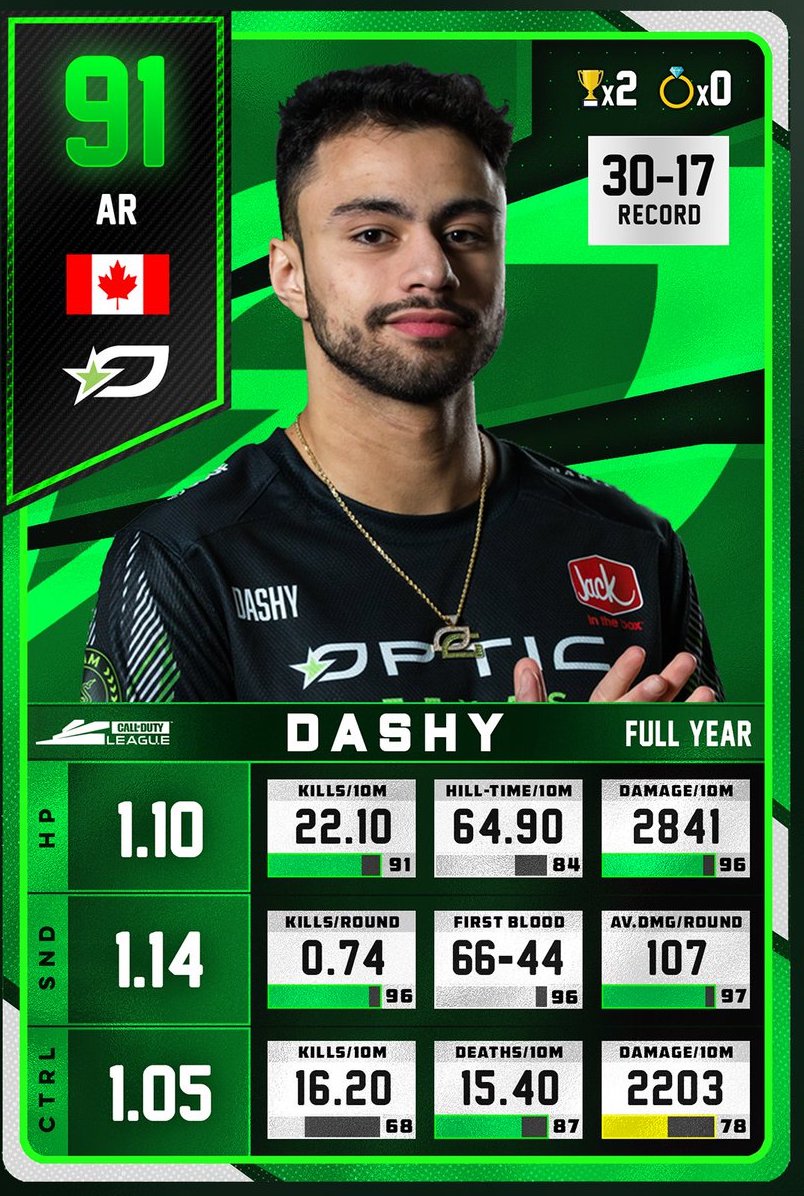 91
AR
x2 x0
30-17
RECORD
DASHY
Jack
in the box
OPTIC
CALL OF DUTY
LEAGUE
DASHY
FULL YEAR
HP
1.10
KILLS/10M
22.10
91
HILL-TIME/10M
64.90
84
DAMAGE/10M
2841
96
SND
1.14
KILLS/ROUND
0.74
96
FIRST BLOOD
66-44
96
AV.DMG/ROUND
107
97
CTRL
1.05
KILLS/10M
16.20
68
DEATHS/10M
15.40
87
DAMAGE/10M
2203
78